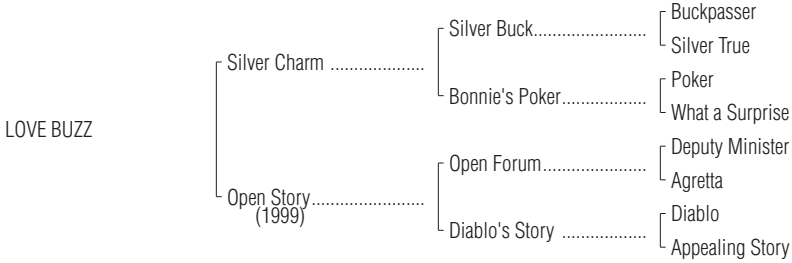 Buckpasser
Silver Buck........................
Silver True
Silver Charm ....................
Poker
Bonnie's Poker..................
What a Surprise
LOVE BUZZ
Deputy Minister
Open Forum.......................
Agretta
Open Story........................
(1999)
Diablo
Diablo's Story ..................
Appealing Story